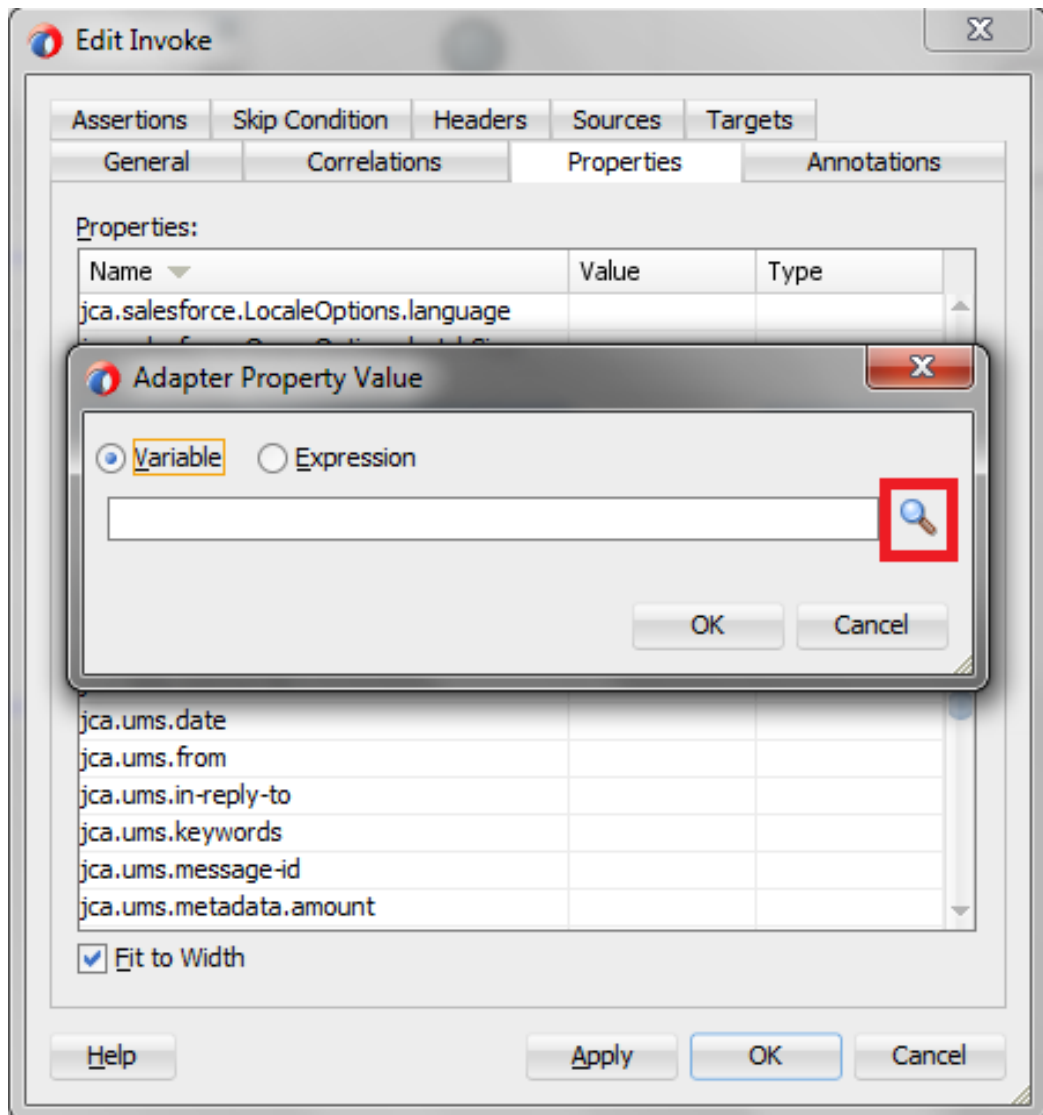 Edit Invoke
Assertions Skip Condition Headers Sources Targets
General Correlations Properties Annotations
Properties:
Name Value Type
jca.salesforce.LocaleOptions.language
Adapter Property Value
Variable Expression
OK Cancel
jca.ums.date
jca.ums.from
jca.ums.in-reply-to
jca.ums.keywords
jca.ums.message-id
jca.ums.metadata.amount
Fit to Width
Help Apply OK Cancel